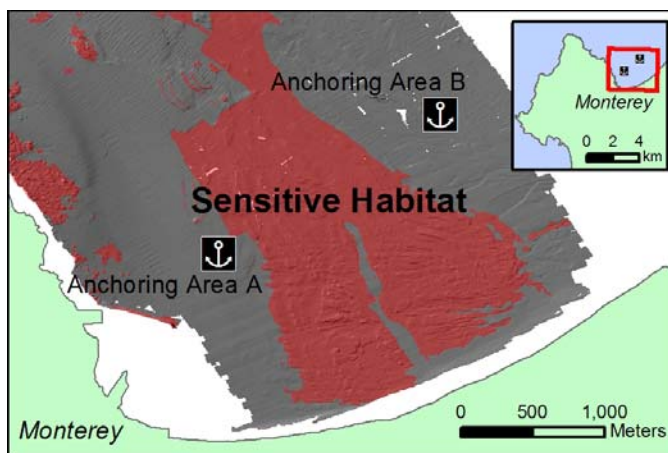 Anchoring Area B
Monterey
0 2 4
km
Sensitive Habitat
Anchoring Area A
Monterey
0 500 1,000
Meters